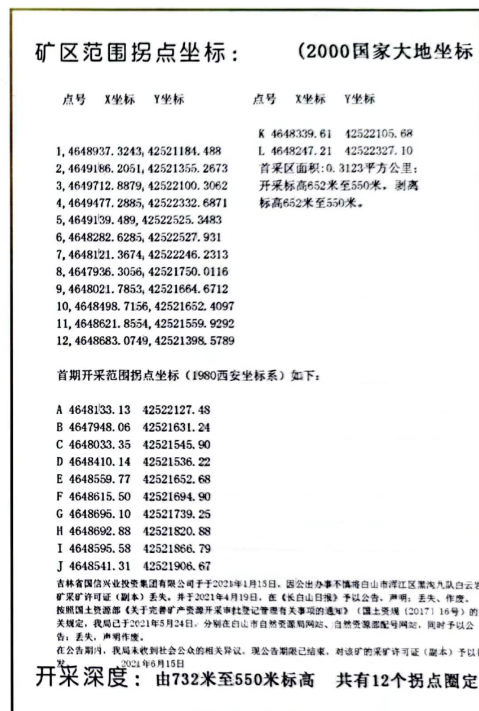 矿区范围拐点坐标： (2000国家大地坐标
点号 X坐标 Y坐标 点号 X坐标 Y坐标
K 4648339.61 42522105.68
L 4648247.21 42522327.10
首采区面积:0.3123平方公里;
开采标高652米至550米。剥离
标高652米至550米。
1,4648937.3243,42521184.488
2,4649186.2051,42521355.2673
3,4649712.8879,42522100.3062
4,4649477.2885,42522332.6871
5,4649139.489,42522525.3483
6,4648282.6285,42522527.931
7,4648121.3674,42522246.2313
8,4647936.3056,42521750.0116
9,4648021.7853,42521664.6712
10,4648498.7156,42521652.4097
11,4648621.8554,42521559.9292
12,4648683.0749,42521398.5789
首期开采范围拐点坐标（1980西安坐标系）如下：
A 4648133.13 42522127.48
B 4647948.06 42521631.24
C 4648033.35 42521545.90
D 4648410.14 42521536.22
E 4648559.77 42521652.68
F 4648615.50 42521694.90
G 4648695.10 42521739.25
H 4648692.88 42521820.88
I 4648595.58 42521866.79
J 4648541.31 42521906.67
吉林省国信兴业投资集团有限公司于于2021年1月15日，因公出办事不慎将白山市浑江区黑沟九队白云岩
矿采矿许可证（副本）丢失。并于2021年4月19日，在《长白山日报》予以公告，声明：丢失、作废。
按照国土资源部《关于完善矿产资源开采审批登记管理有关事项的通知》（国土资规〔2017〕16号）的
关规定，我局已于2021年5月24日，分别在白山市自然资源局网站、自然资源部配号网站，同时予以公
告：丢失，声明作废。
在公告期内，我局未收到社会公众的相关异议，现公告期限已结束，对该矿的采矿许可证（副本）予以补
发。 2021年6月15日
开采深度： 由732米至550米标高 共有12个拐点圈定